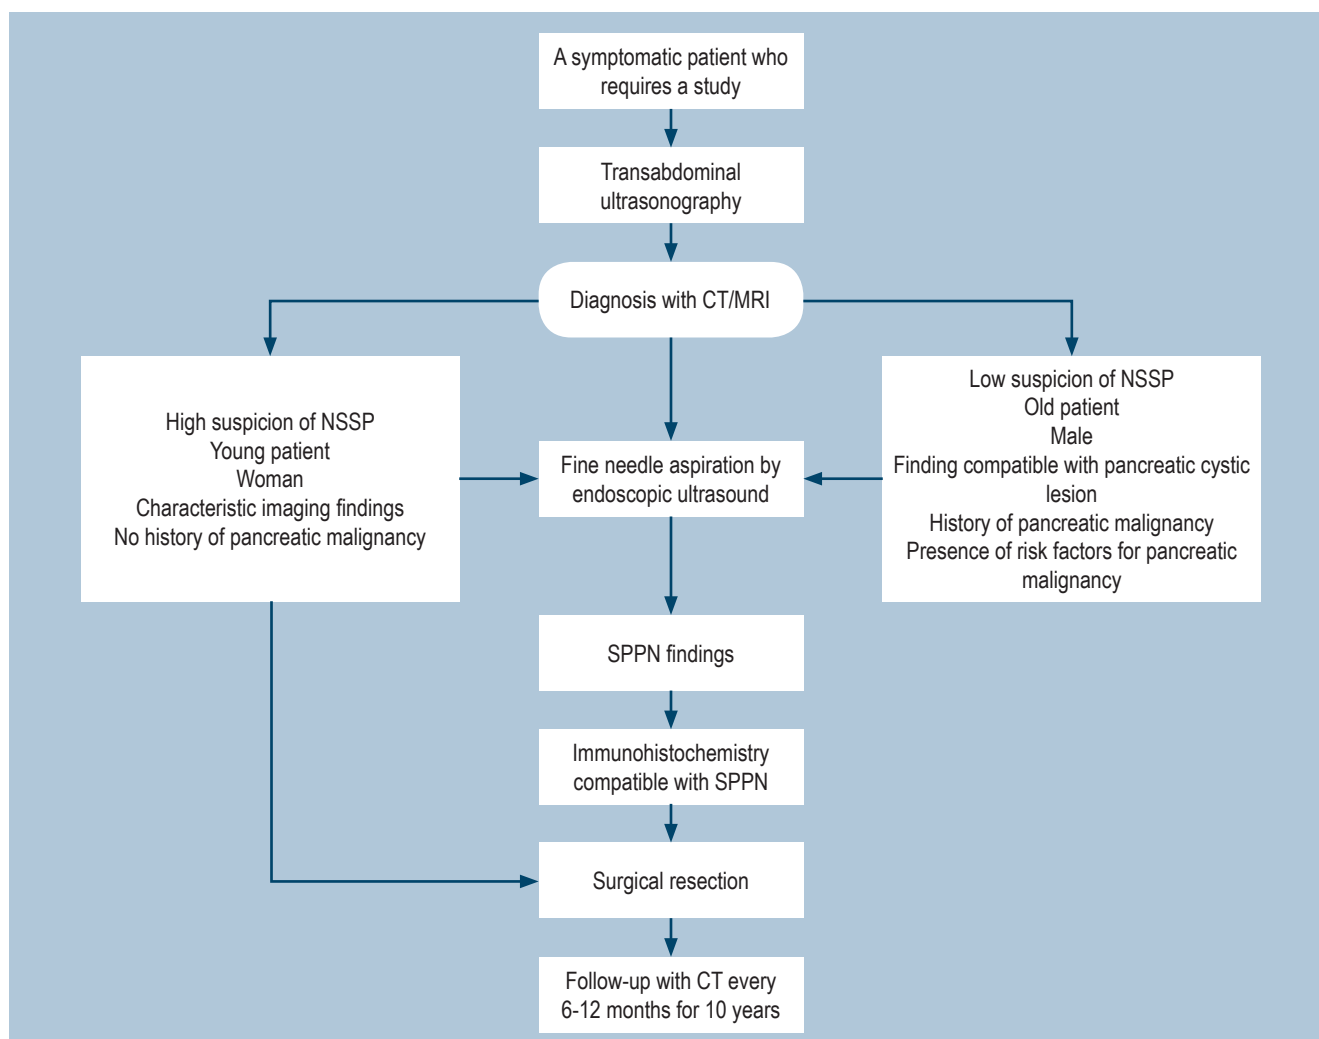 A symptomatic patient who
requires a study
Transabdominal
ultrasonography
Diagnosis with CT/MRI
High suspicion of NSSP
Young patient
Woman
Characteristic imaging findings
No history of pancreatic malignancy
Fine needle aspiration by
endoscopic ultrasound
Low suspicion of NSSP
Old patient
Male
Finding compatible with pancreatic cystic
lesion
History of pancreatic malignancy
Presence of risk factors for pancreatic
malignancy
SPPN findings
Immunohistochemistry
compatible with SPPN
Surgical resection
Follow-up with CT every
6-12 months for 10 years